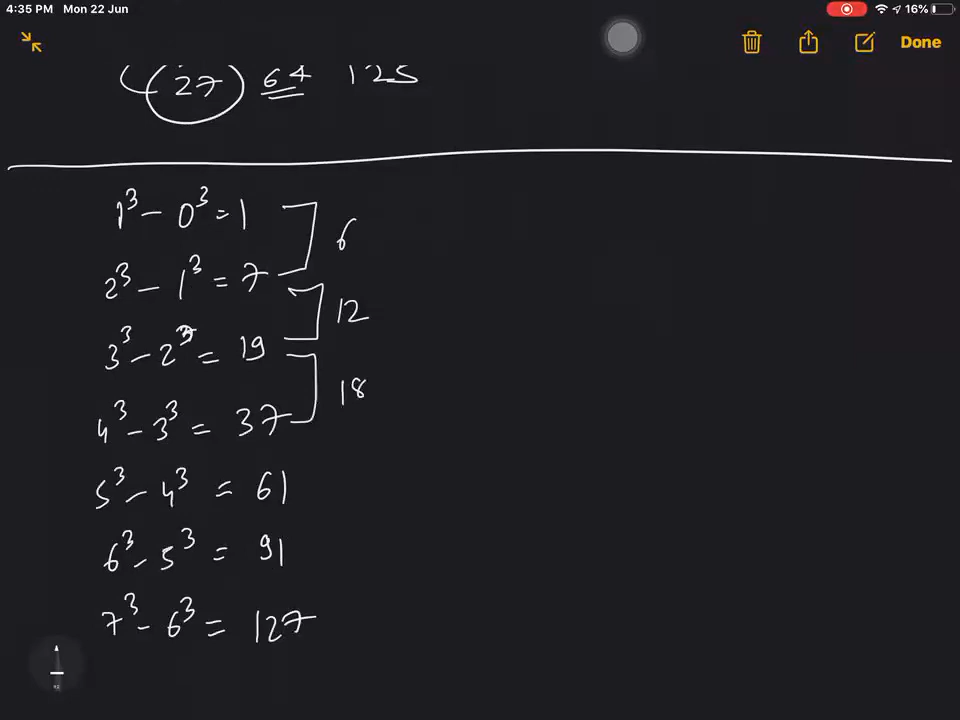 4:35 PM Mon 22 Jun 16%
Done
27 64 125
1³ - 0³ = 1
6
2³ - 1³ = 7
12
3³ - 2³ = 19
18
4³ - 3³ = 37
5³ - 4³ = 61
6³ - 5³ = 91
7³ - 6³ = 127